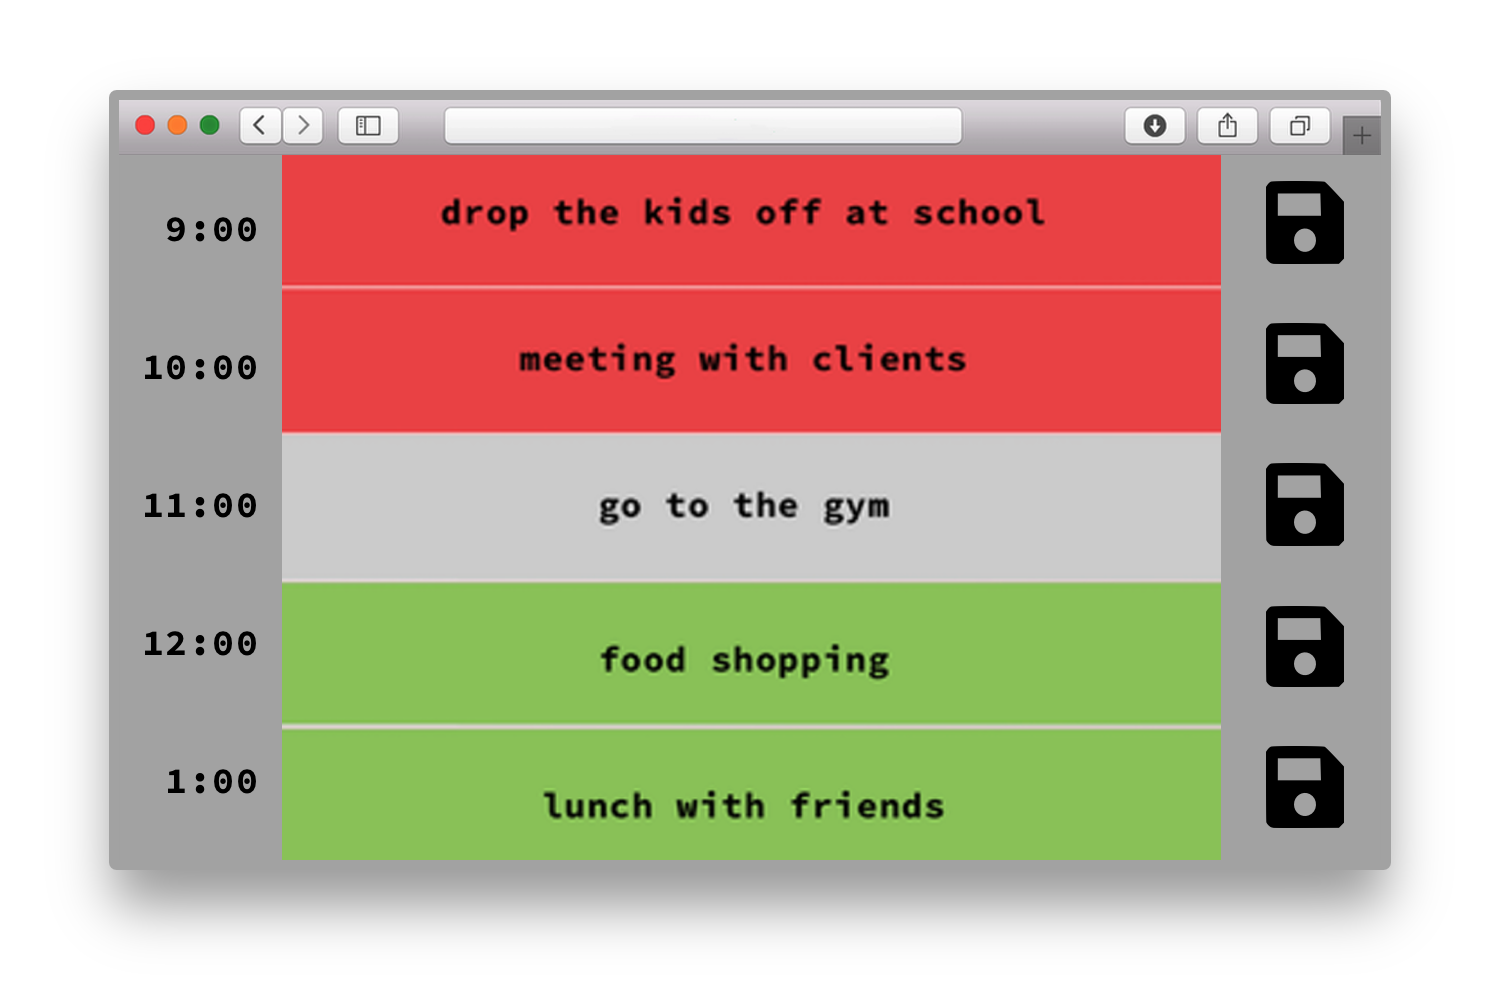 9:00 drop the kids off at school
10:00 meeting with clients
11:00 go to the gym
12:00 food shopping
1:00 lunch with friends